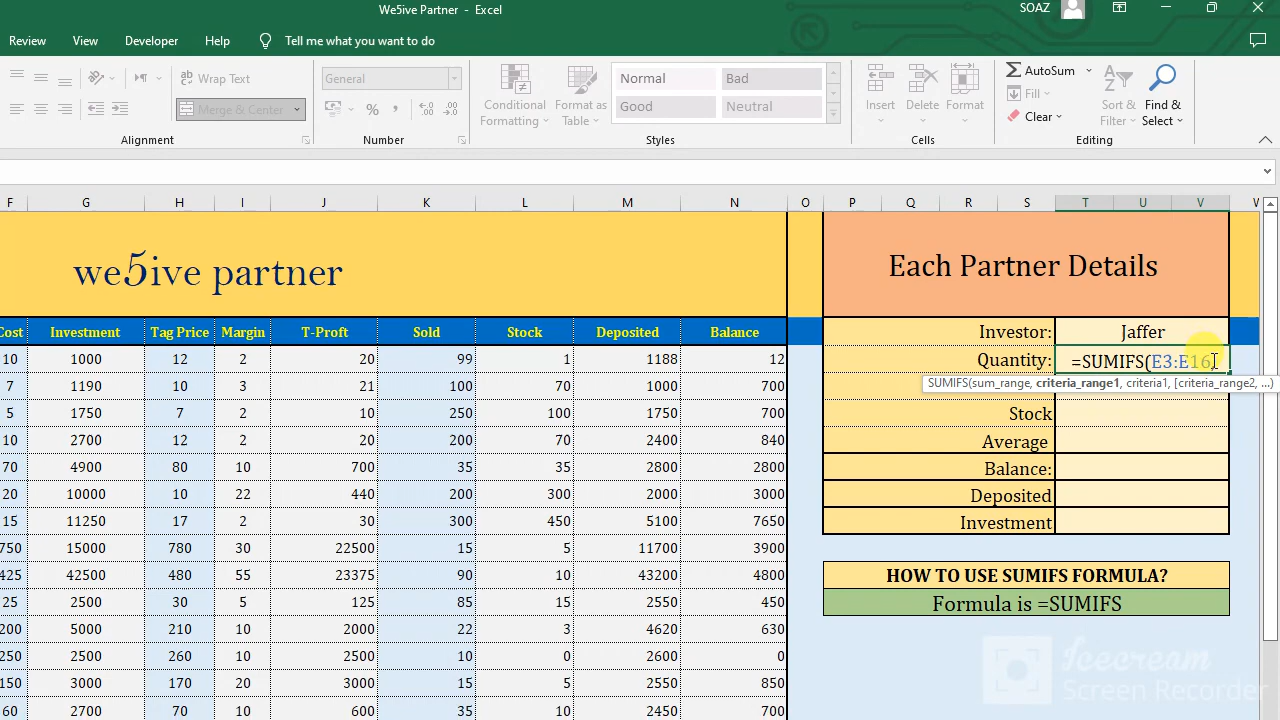 We5ive Partner - Excel
SOAZ
Review View Developer Help Tell me what you want to do
Wrap Text General Normal Bad AutoSum
Merge & Center Good Neutral Fill
Conditional Formatting Format as Table Insert Delete Format Clear Sort & Filter Find & Select
Alignment Number Styles Cells Editing
F G H I J K L M N O P Q R S T U V W
we5ive partner
Each Partner Details
Cost Investment Tag Price Margin T-Profit Sold Stock Deposited Balance
Investor: Jaffer
10 1000 12 2 20 99 1 1188 12
Quantity: =SUMIFS(E3:E16,
7 1190 10 3 21 100 70 1000 700
SUMIFS(sum_range, criteria_range1, criteria1, [criteria_range2, ...)
5 1750 7 2 10 250 100 1750 700
Stock
10 2700 12 2 20 200 70 2400 840
Average
70 4900 80 10 700 35 35 2800 2800
Balance:
20 10000 10 22 440 200 300 2000 3000
Deposited
15 11250 17 2 30 300 450 5100 7650
Investment
750 15000 780 30 22500 15 5 11700 3900
425 42500 480 55 23375 90 10 43200 4800
HOW TO USE SUMIFS FORMULA?
25 2500 30 5 125 85 15 2550 450
Formula is =SUMIFS
200 5000 210 10 2000 22 3 4620 630
250 2500 260 10 2500 10 0 2600 0
150 3000 170 20 3000 15 5 2550 850
60 2700 70 10 600 35 10 2450 700
Icecream
Screen Recorder